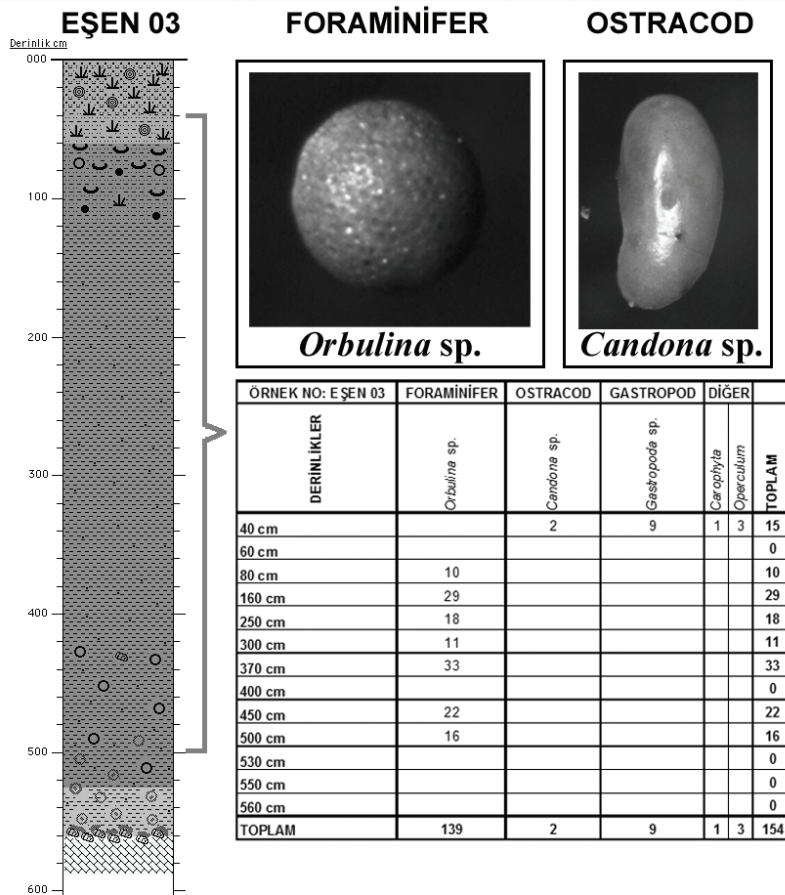 EŞEN 03 FORAMİNİFER OSTRACOD
Derinlik cm
000
100
200
300
400
500
600
Orbulina sp. Candona sp.
ÖRNEK NO: EŞEN 03 FORAMİNİFER OSTRACOD GASTROPOD DİĞER
DERİNLİKLER Orbulina sp. Candona sp. Gastropoda sp. Carophyta Operculum TOPLAM
40 cm 2 9 1 3 15
60 cm 0
80 cm 10 10
160 cm 29 29
250 cm 18 18
300 cm 11 11
370 cm 33 33
400 cm 0
450 cm 22 22
500 cm 16 16
530 cm 0
550 cm 0
560 cm 0
TOPLAM 139 2 9 1 3 154